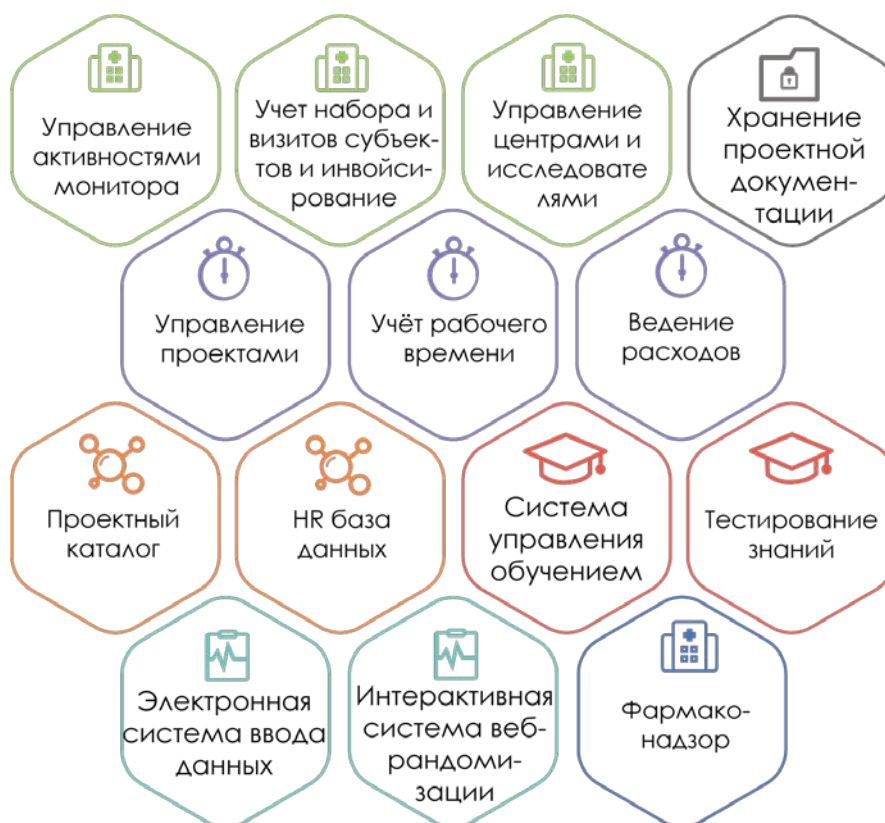 Управление
активностями
монитора
Учет набора и
визитов субъек-
тов и инвойси-
рование
Управление
центрами и
исследовате
лями
Хранение
проектной
докумен-
тации
Управление
проектами
Учёт рабочего
времени
Ведение
расходов
Проектный
каталог
HR база
данных
Система
управления
обучением
Тестирование
знаний
Электронная
система ввода
данных
Интерактивная
система веб-
рандоми-
зации
Фармако-
надзор